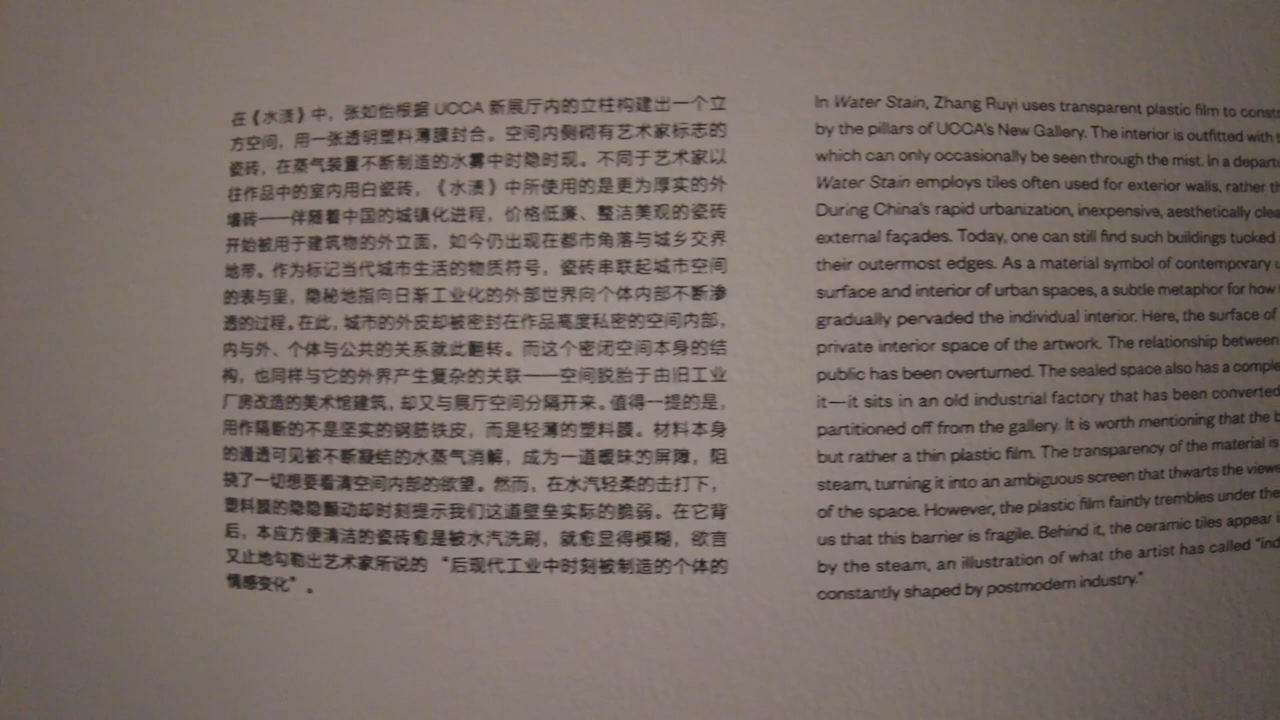 在《水渍》中，张如怡根据 UCCA 新展厅内的立柱构建出一个立
方空间，用一张透明塑料薄膜封合。空间内侧砌有艺术家标志的
瓷砖，在蒸气装置不断制造的水雾中时隐时现。不同于艺术家以
往作品中的室内用白瓷砖，《水渍》中所使用的是更为厚实的外
墙砖——伴随着中国的城镇化进程，价格低廉、整洁美观的瓷砖
开始被用于建筑物的外立面，如今仍出现在都市角落与城乡交界
地带。作为标记当代城市生活的物质符号，瓷砖串联起城市空间
的表与里，隐秘地指向日渐工业化的外部世界向个体内部不断渗
透的过程。在此，城市的外皮却被密封在作品高度私密的空间内部，
内与外、个体与公共的关系就此翻转。而这个密闭空间本身的结
构，也同样与它的外界产生复杂的关联——空间脱胎于由旧工业
厂房改造的美术馆建筑，却又与展厅空间分隔开来。值得一提的是，
用作隔断的不是坚实的钢筋铁皮，而是轻薄的塑料膜。材料本身
的通透可见被不断凝结的水蒸气消解，成为一道暧昧的屏障，阻
挠了一切想要看清空间内部的欲望。然而，在水汽轻柔的击打下，
塑料膜的隐隐颤动却时刻提示我们这道壁垒实际的脆弱。在它背
后，本应方便清洁的瓷砖愈是被水汽洗刷，就愈显得模糊，欲言
又止地勾勒出艺术家所说的“后现代工业中时刻被制造的个体的
情感变化”。
In Water Stain, Zhang Ruyi uses transparent plastic film to const
by the pillars of UCCA's New Gallery. The interior is outfitted with
which can only occasionally be seen through the mist. In a depart
Water Stain employs tiles often used for exterior walls, rather th
During China's rapid urbanization, inexpensive, aesthetically clea
external façades. Today, one can still find such buildings tucked
their outermost edges. As a material symbol of contemporary u
surface and interior of urban spaces, a subtle metaphor for how
gradually pervaded the individual interior. Here, the surface of
private interior space of the artwork. The relationship between
public has been overturned. The sealed space also has a comple
it—it sits in an old industrial factory that has been converted
partitioned off from the gallery. It is worth mentioning that the b
but rather a thin plastic film. The transparency of the material is
steam, turning it into an ambiguous screen that thwarts the viewe
of the space. However, the plastic film faintly trembles under the
us that this barrier is fragile. Behind it, the ceramic tiles appear
by the steam, an illustration of what the artist has called "ind
constantly shaped by postmodern industry."